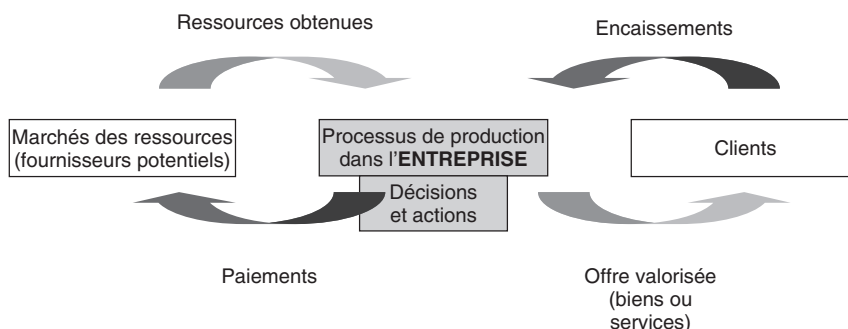 Ressources obtenues
Encaissements
Marchés des ressources
(fournisseurs potentiels)
Processus de production
dans l'ENTREPRISE
Clients
Décisions
et actions
Paiements
Offre valorisée
(biens ou
services)